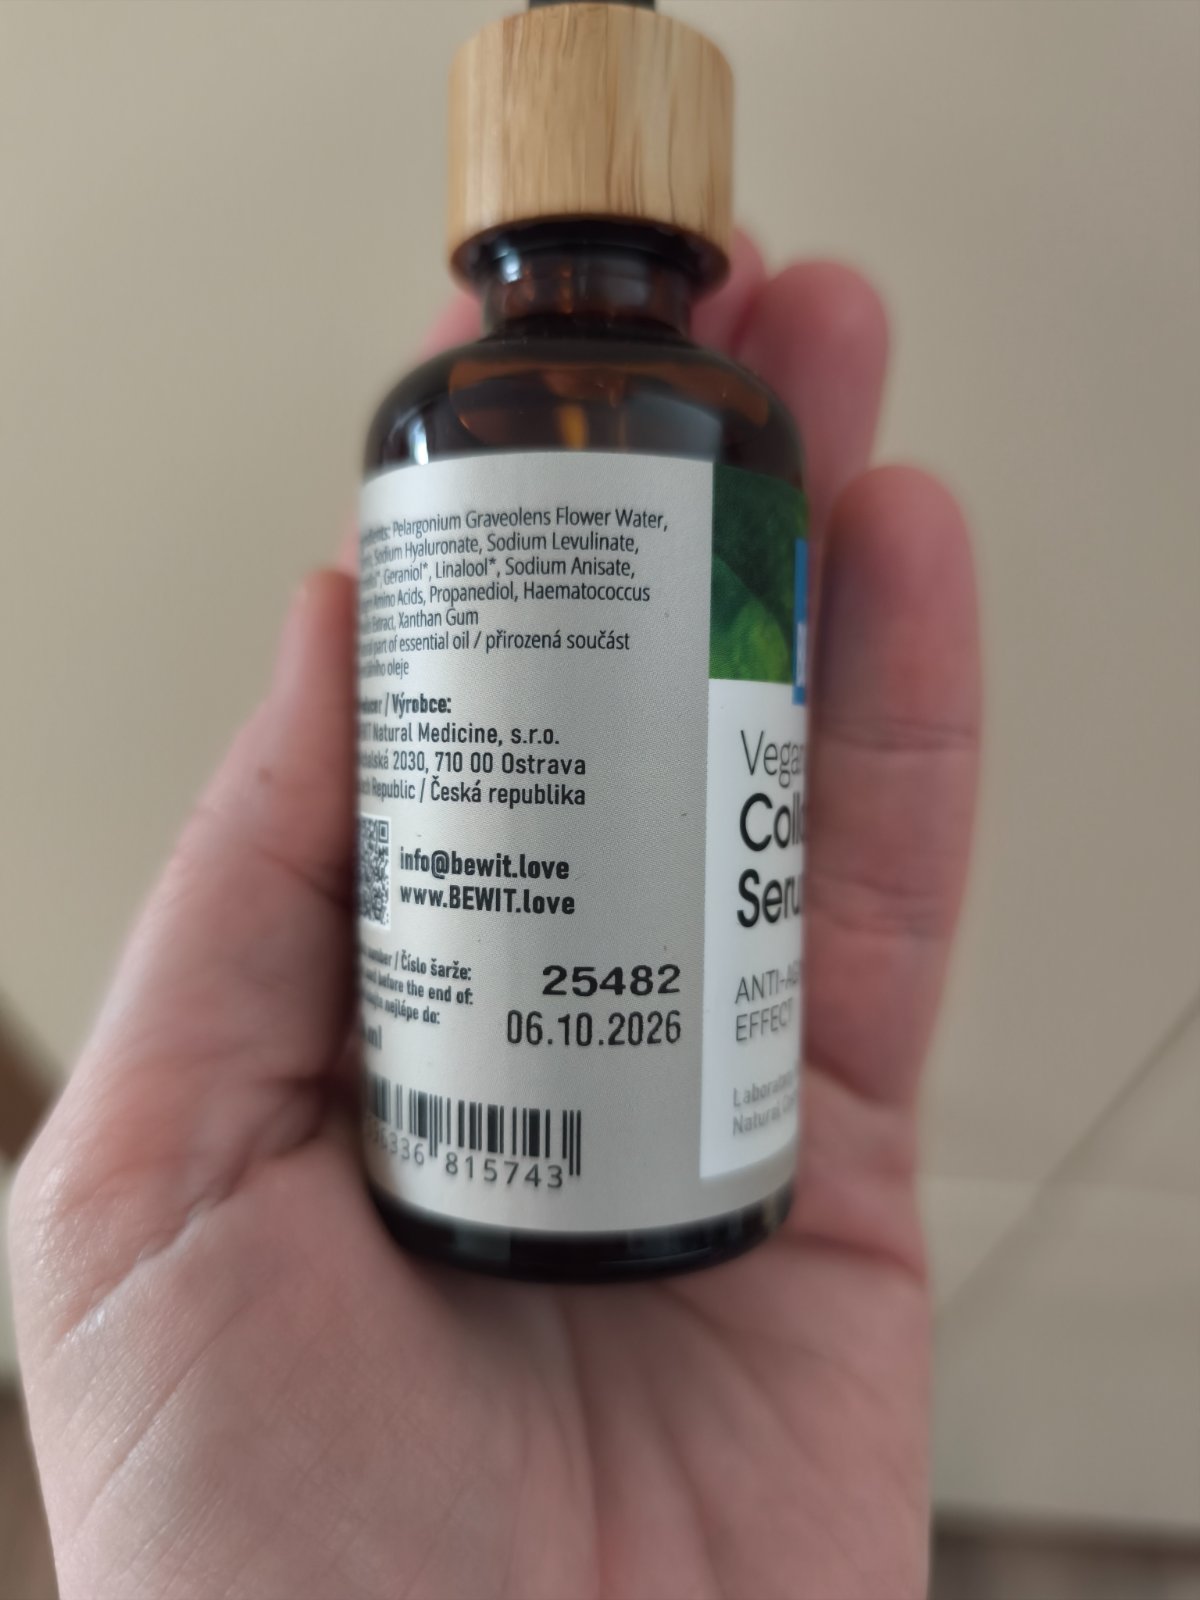 Pelargonium Graveolens Flower Water,
Sodium Hyaluronate, Sodium Levulinate,
Geraniol*, Linalool*, Sodium Anisate,
Amino Acids, Propanediol, Haematococcus
Extract, Xanthan Gum
part of essential oil / přirozená součást
oleje
/ Výrobce:
Natural Medicine, s.r.o.
2030, 710 00 Ostrava
Republic / Česká republika
info@bewit.love
www.BEWIT.love
number / Číslo šarže:
before the end of:
nejlépe do:
ml
25482
06.10.2026
815743
Vegan
Colla
Seru
ANTI-AG
EFFECT